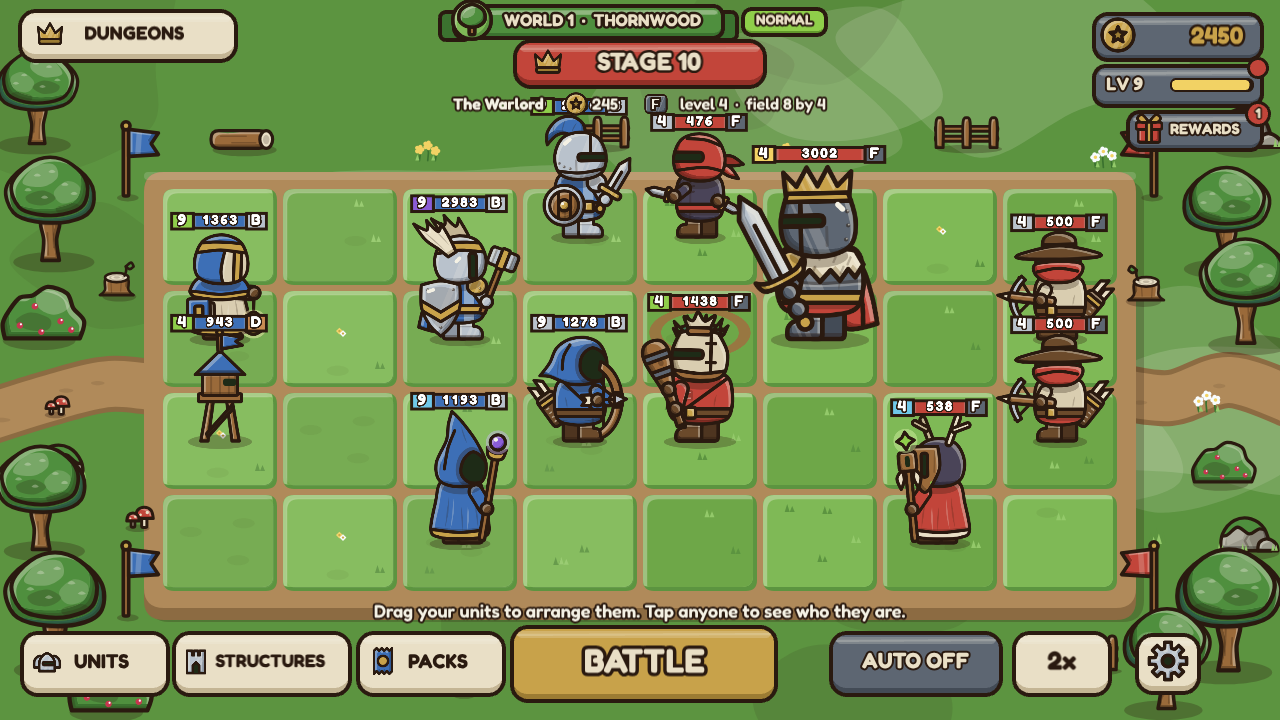 DUNGEONS
WORLD 1 · THORNWOOD
NORMAL
2450
STAGE 10
LV 9
The Warlord
245
F level 4 · field 8 by 4
REWARDS
1
4 476 F
4 3002 F
9 1363 B
9 2983 B
4 500 F
4 943 D
9 1278 B
4 1438 F
4 500 F
9 1193 B
4 538 F
Drag your units to arrange them. Tap anyone to see who they are.
UNITS
STRUCTURES
PACKS
BATTLE
AUTO OFF
2x